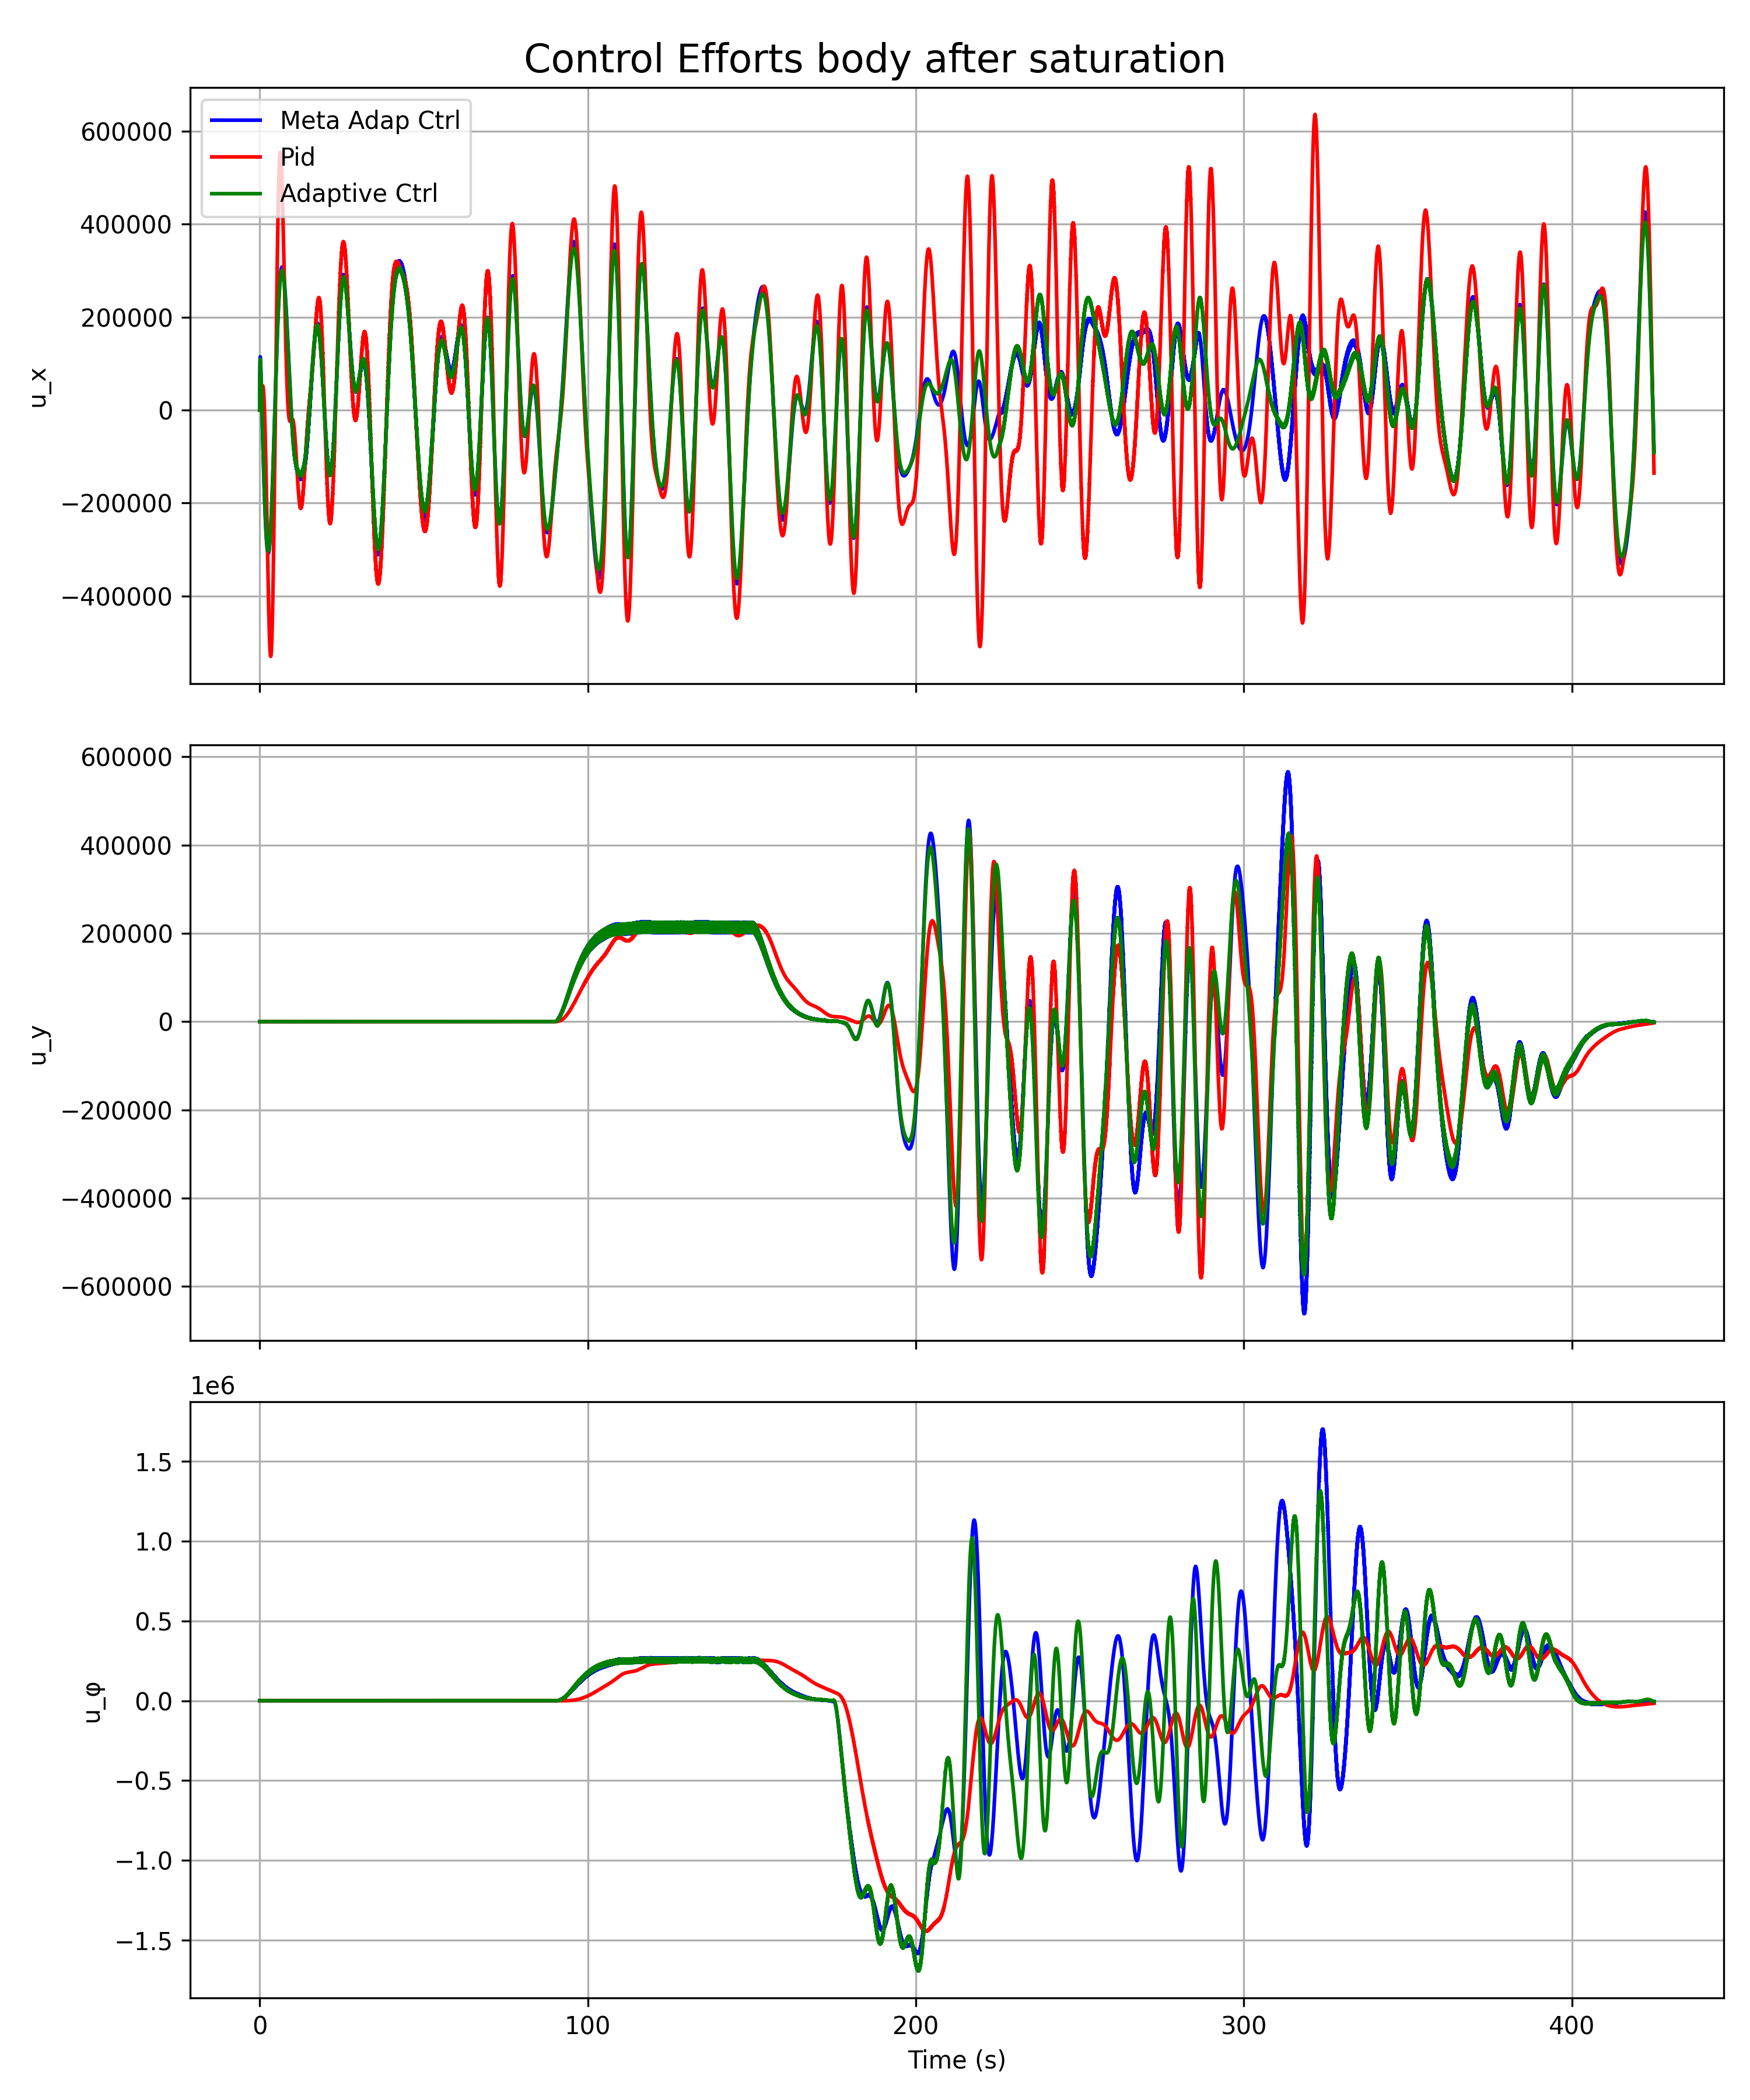 Control Efforts body after saturation
Meta Adap Ctrl
Pid
Adaptive Ctrl
600000
400000
200000
0
−200000
−400000
u_x
600000
400000
200000
0
−200000
−400000
−600000
u_y
1e6
1.5
1.0
0.5
0.0
−0.5
−1.0
−1.5
u_φ
0 100 200 300 400
Time (s)